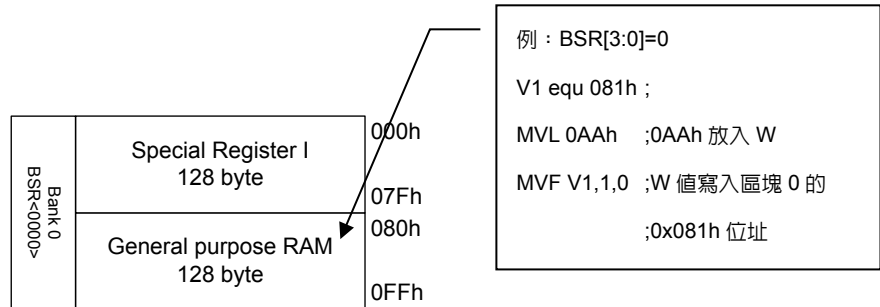 例：BSR[3:0]=0
V1 equ 081h ;
MVL 0AAh ;0AAh 放入 W
MVF V1,1,0 ;W 值寫入區塊 0 的
;0x081h 位址
Bank 0
BSR<0000>
Special Register I
128 byte
000h
07Fh
General purpose RAM
128 byte
080h
0FFh